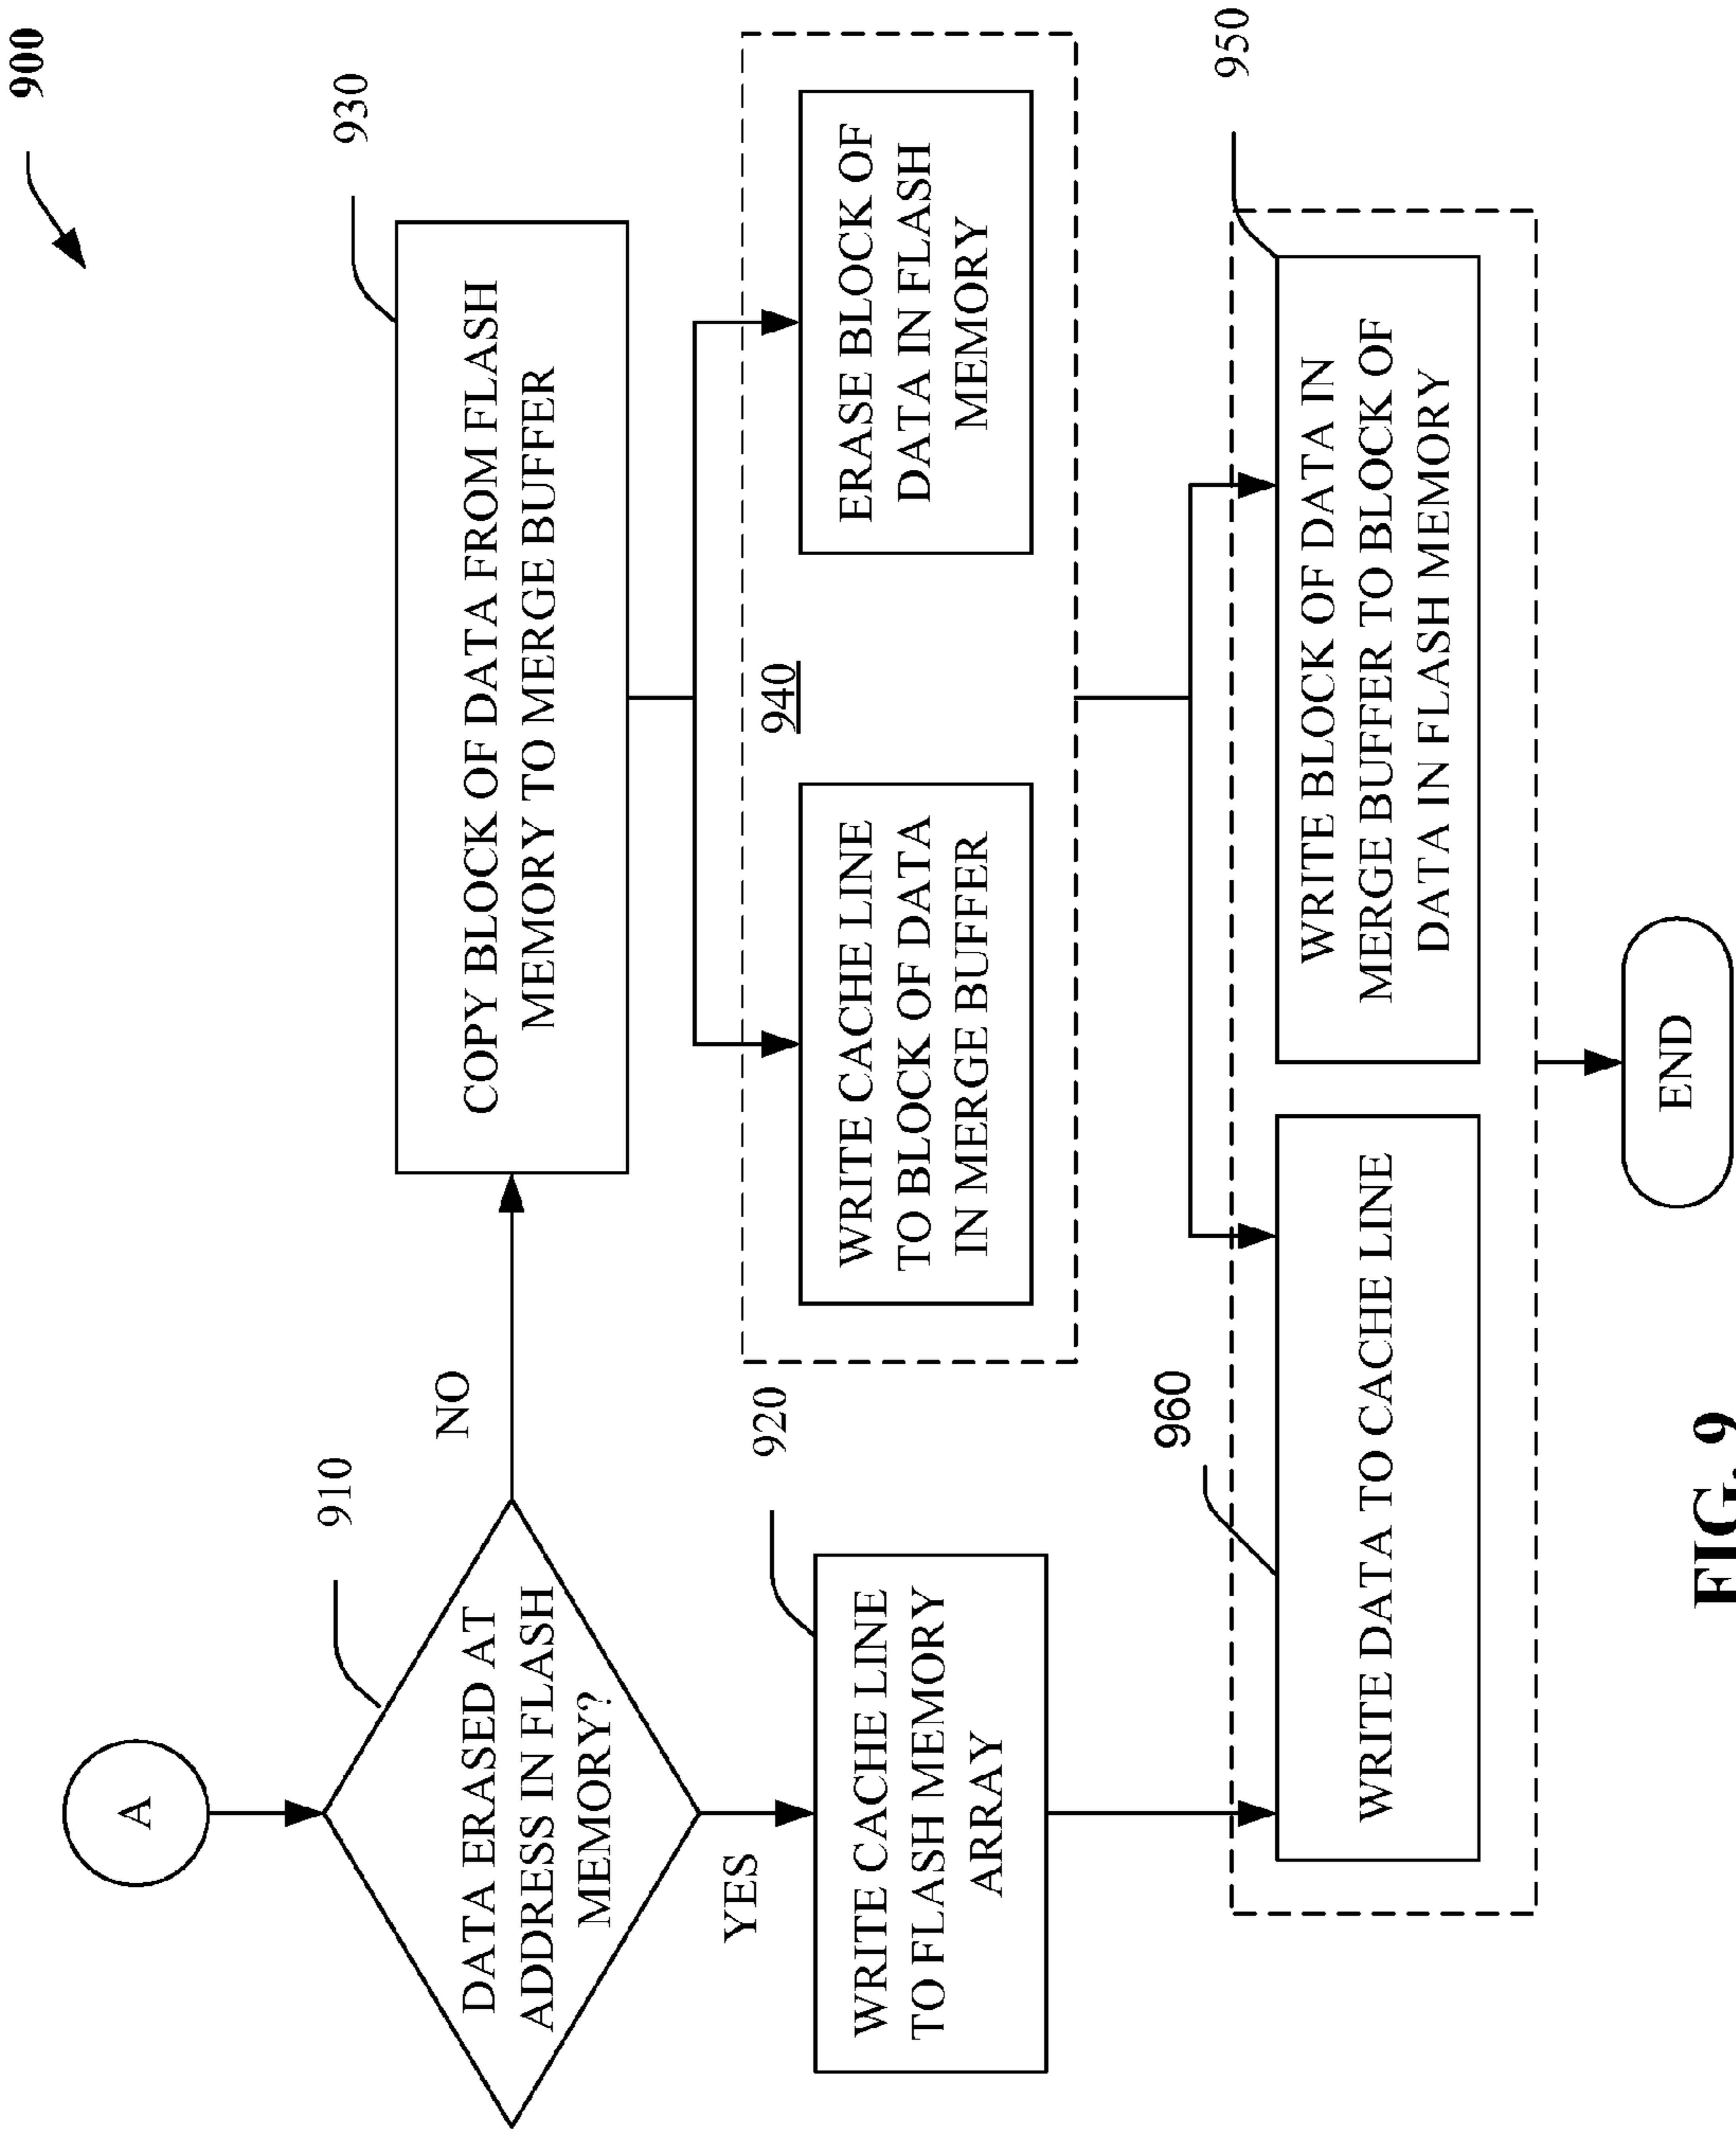 900
A
910
DATA ERASED AT
ADDRESS IN FLASH
MEMORY?
NO
YES
930
COPY BLOCK OF DATA FROM FLASH
MEMORY TO MERGE BUFFER
920
WRITE CACHE LINE
TO FLASH MEMORY
ARRAY
940
WRITE CACHE LINE
TO BLOCK OF DATA
IN MERGE BUFFER
ERASE BLOCK OF
DATA IN FLASH
MEMORY
960
WRITE DATA TO CACHE LINE
950
WRITE BLOCK OF DATA IN
MERGE BUFFER TO BLOCK OF
DATA IN FLASH MEMORY
END
FIG. 9